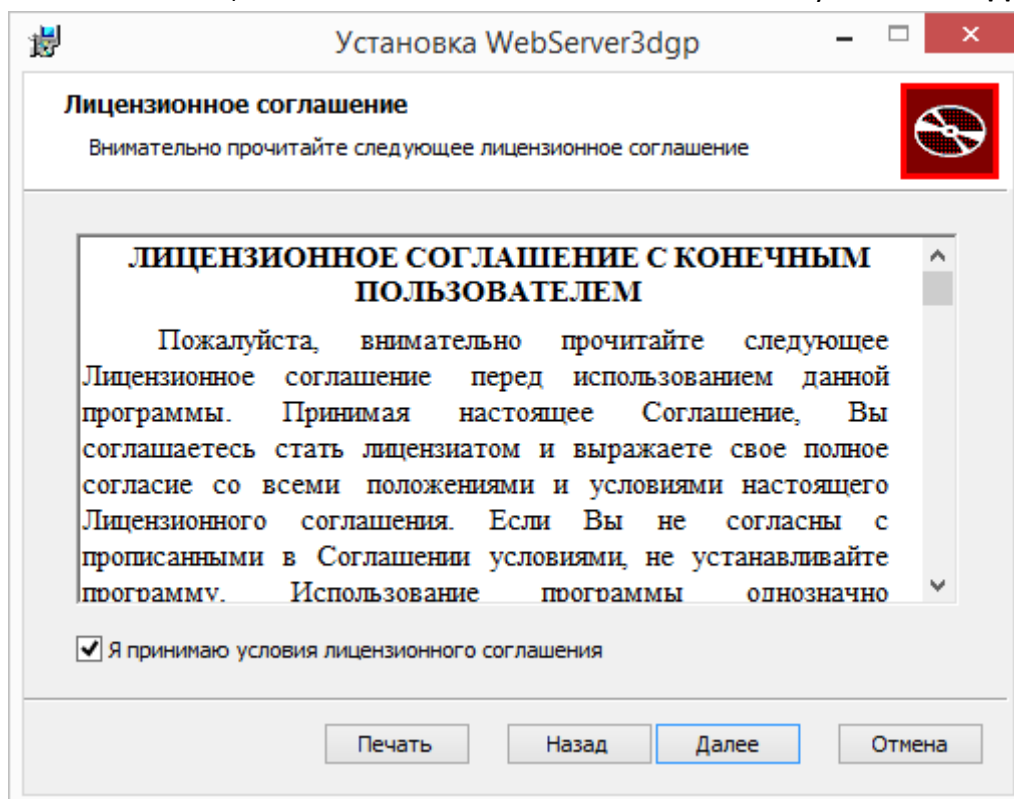 Установка WebServer3dgp
Лицензионное соглашение
Внимательно прочитайте следующее лицензионное соглашение
ЛИЦЕНЗИОННОЕ СОГЛАШЕНИЕ С КОНЕЧНЫМ
ПОЛЬЗОВАТЕЛЕМ
Пожалуйста, внимательно прочитайте следующее
Лицензионное соглашение перед использованием данной
программы. Принимая настоящее Соглашение, Вы
соглашаетесь стать лицензиатом и выражаете свое полное
согласие со всеми положениями и условиями настоящего
Лицензионного соглашения. Если Вы не согласны с
прописанными в Соглашении условиями, не устанавливайте
программу. Использование программы однозначно
Я принимаю условия лицензионного соглашения
Печать Назад Далее Отмена